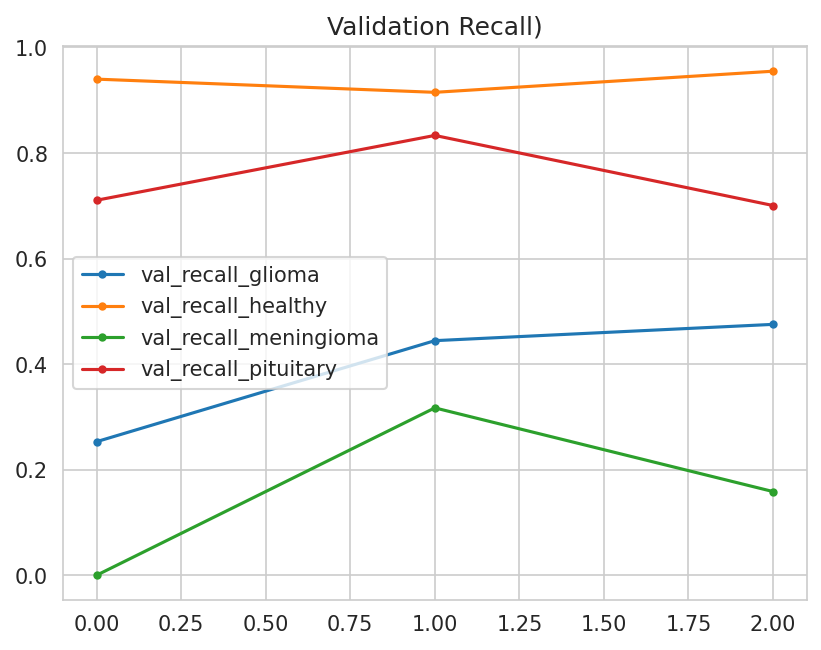 Validation Recall)
1.0
0.8
0.6
0.4
0.2
0.0
val_recall_glioma
val_recall_healthy
val_recall_meningioma
val_recall_pituitary
0.00 0.25 0.50 0.75 1.00 1.25 1.50 1.75 2.00